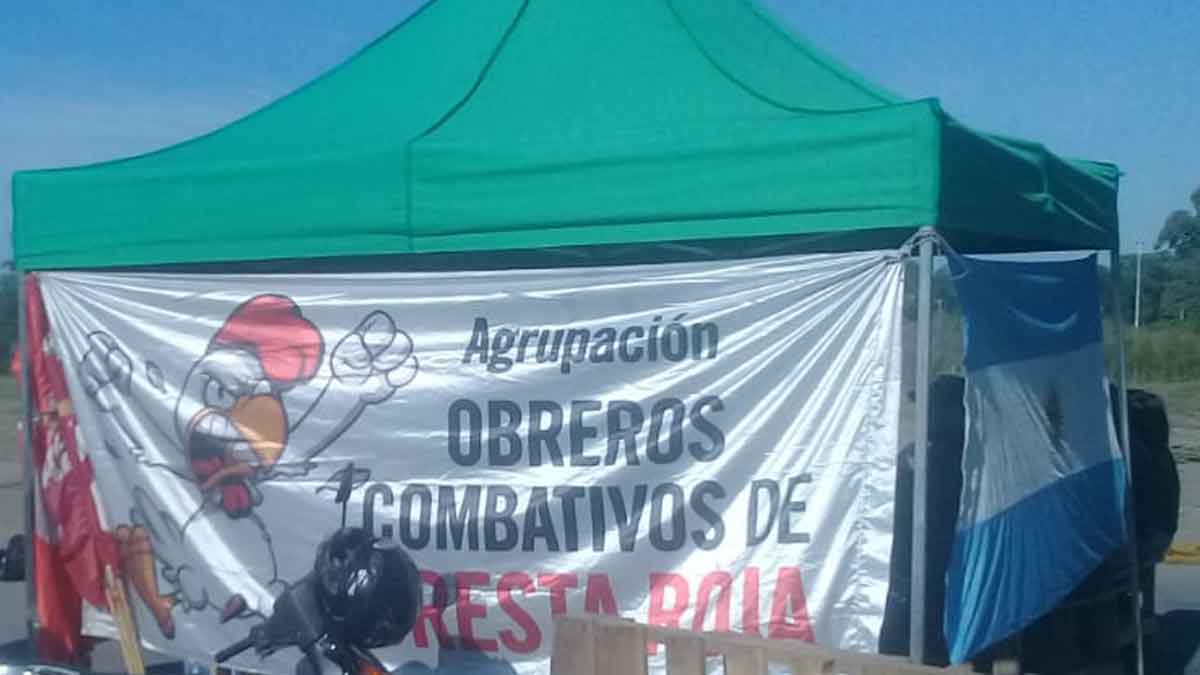 Agrupación
OBREROS
COMBATIVOS DE
RESTA ROJA